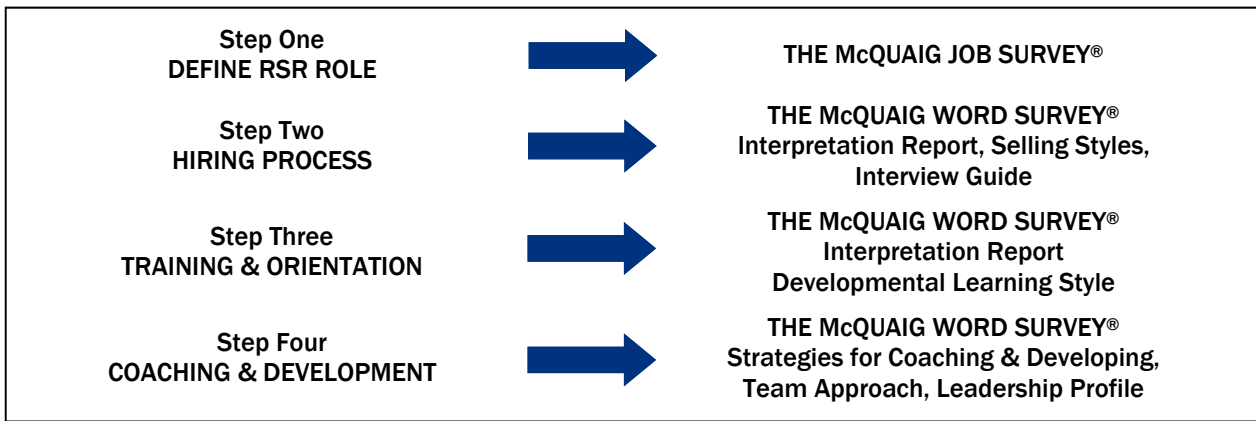 Step One
DEFINE RSR ROLE
THE McQUAIG JOB SURVEY®
Step Two
HIRING PROCESS
THE McQUAIG WORD SURVEY®
Interpretation Report, Selling Styles,
Interview Guide
Step Three
TRAINING & ORIENTATION
THE McQUAIG WORD SURVEY®
Interpretation Report
Developmental Learning Style
Step Four
COACHING & DEVELOPMENT
THE McQUAIG WORD SURVEY®
Strategies for Coaching & Developing,
Team Approach, Leadership Profile